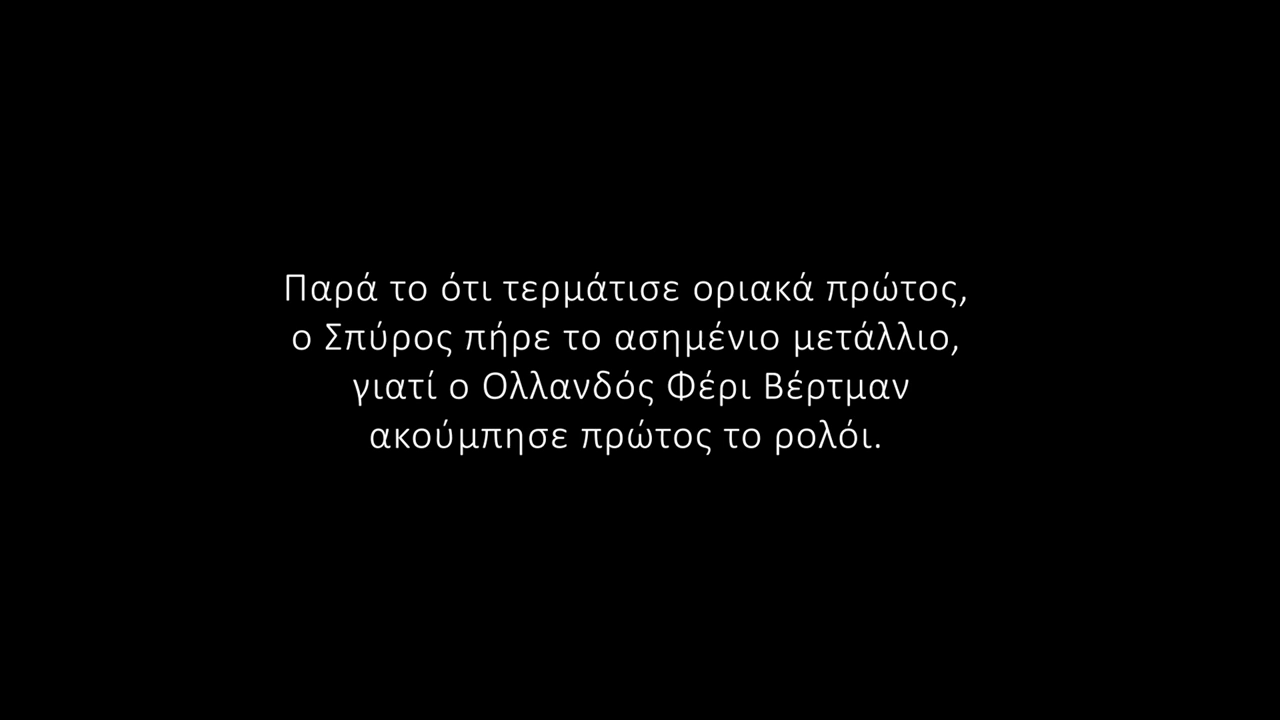 Παρά το ότι τερμάτισε οριακά πρώτος,
ο Σπύρος πήρε το ασημένιο μετάλλιο,
γιατί ο Ολλανδός Φέρι Βέρτμαν
ακούμπησε πρώτος το ρολόι.